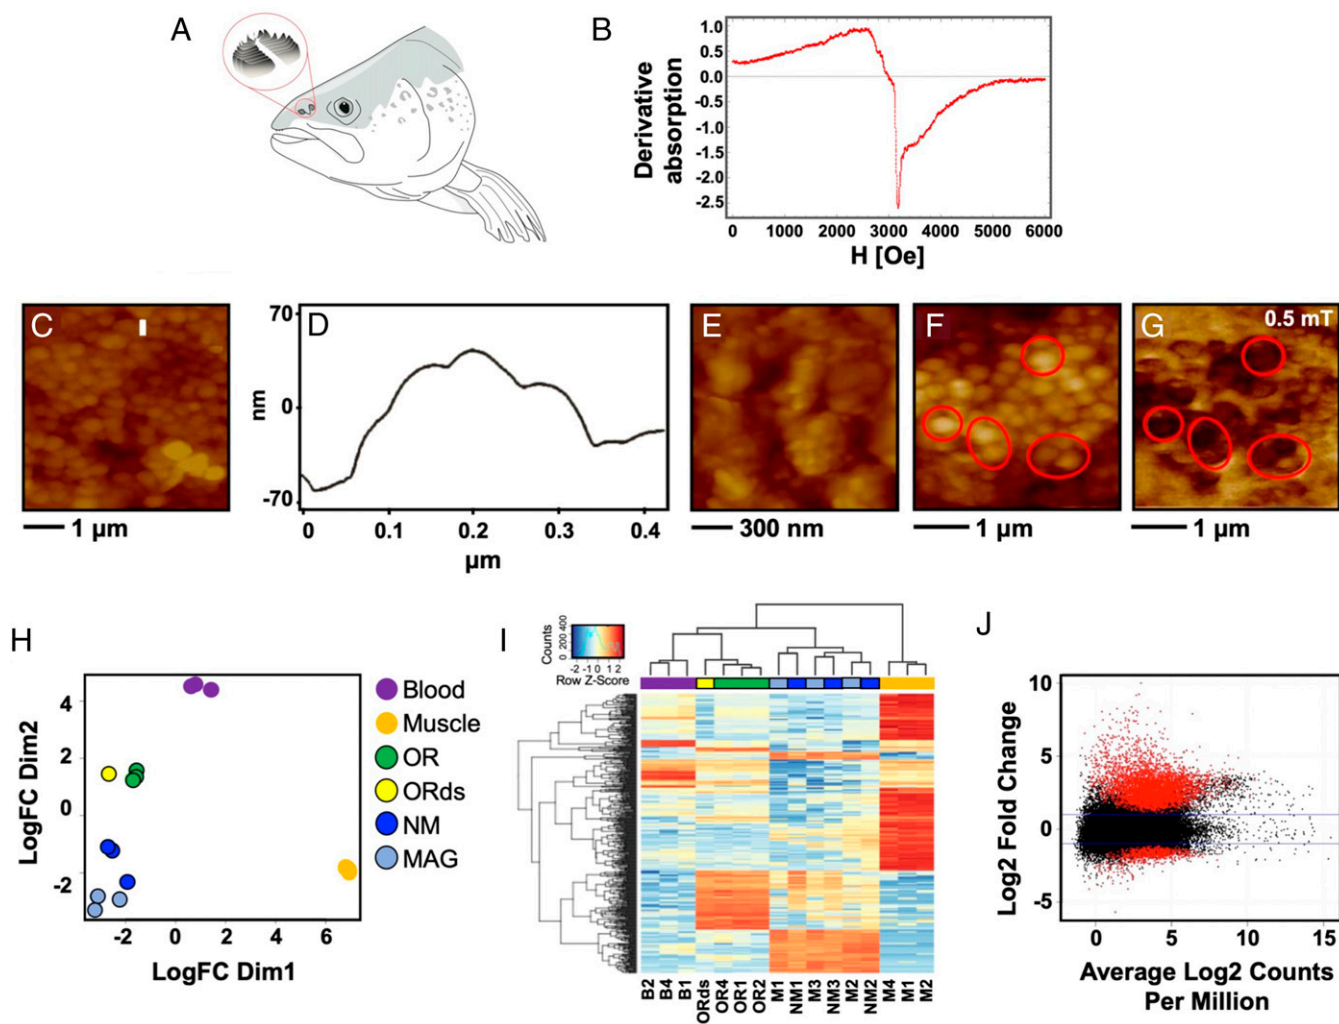 A
B
Derivative
absorption
1.0
0.5
0.0
-0.5
-1.0
-1.5
-2.0
-2.5
0 1000 2000 3000 4000 5000 6000
H [Oe]
C
1 µm
D
70
0
-70
nm
0 0.1 0.2 0.3 0.4
µm
E
300 nm
F
1 µm
G
0.5 mT
1 µm
H
LogFC Dim2
4
2
0
-2
-2 0 2 4 6
LogFC Dim1
Blood
Muscle
OR
ORds
NM
MAG
I
Counts
0 200 400
-2 -1 0 1 2
Row Z-Score
B2 B4 B1 ORds OR4 OR1 OR2 M1 NM1 M3 NM3 M2 NM2 M4 M1 M2
J
Log2 Fold Change
10
5
0
-5
0 5 10 15
Average Log2 Counts
Per Million